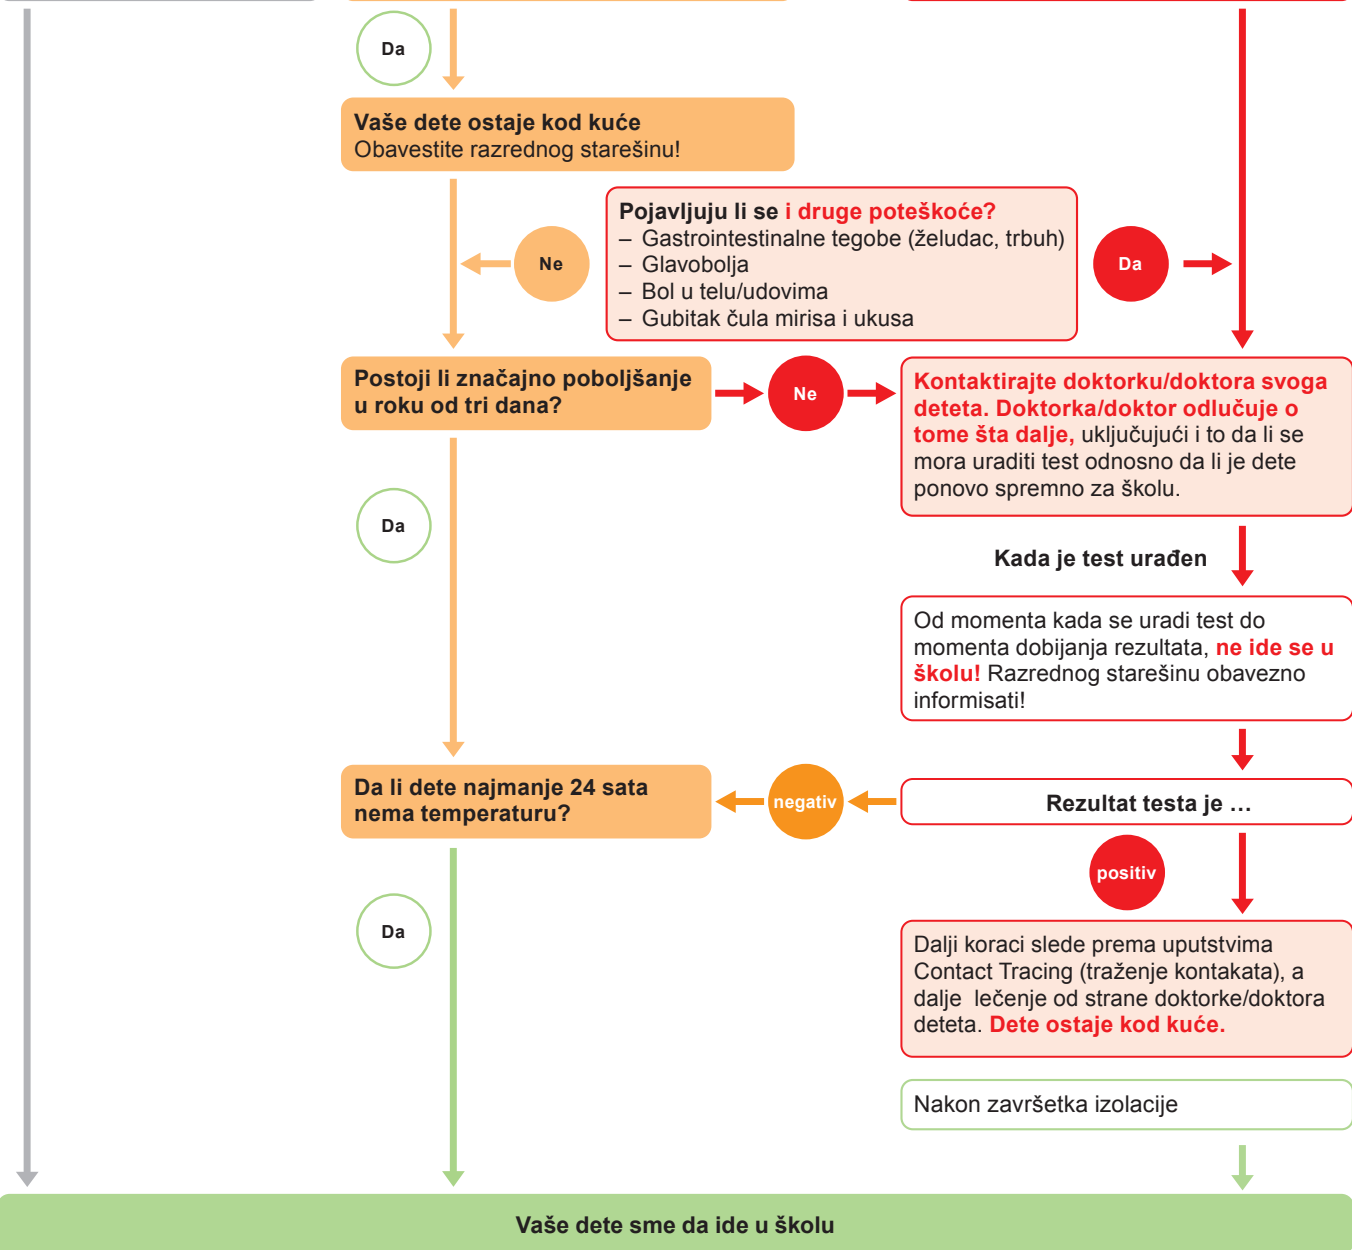 Da
Vaše dete ostaje kod kuće
Obavestite razrednog starešinu!
Pojavljuju li se i druge poteškoće?
– Gastrointestinalne tegobe (želudac, trbuh)
– Glavobolja
– Bol u telu/udovima
– Gubitak čula mirisa i ukusa
Ne
Da
Postoji li značajno poboljšanje
u roku od tri dana?
Ne
Kontaktirajte doktorku/doktora svoga
deteta. Doktorka/doktor odlučuje o
tome šta dalje, uključujući i to da li se
mora uraditi test odnosno da li je dete
ponovo spremno za školu.
Da
Kada je test urađen
Od momenta kada se uradi test do
momenta dobijanja rezultata, ne ide se u
školu! Razrednog starešinu obavezno
informisati!
Da li dete najmanje 24 sata
nema temperaturu?
negativ
Rezultat testa je …
positiv
Da
Dalji koraci slede prema uputstvima
Contact Tracing (traženje kontakata), a
dalje lečenje od strane doktorke/doktora
deteta. Dete ostaje kod kuće.
Nakon završetka izolacije
Vaše dete sme da ide u školu